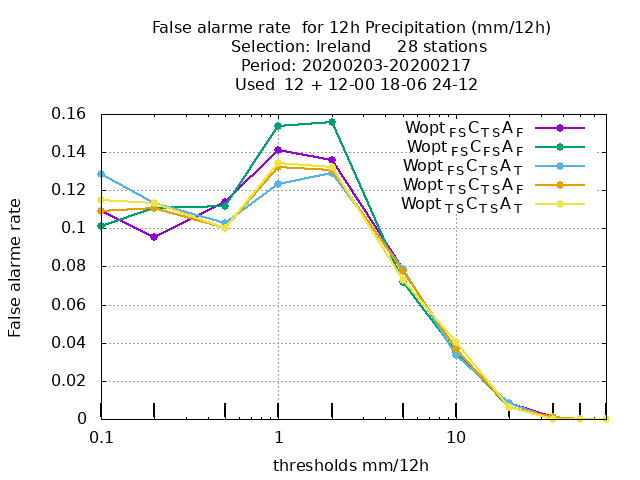 False alarme rate  for 12h Precipitation (mm/12h)
Selection: Ireland     28 stations
Period: 20200203-20200217
Used  12 + 12-00 18-06 24-12
0.16
0.14
0.12
0.1
0.08
0.06
0.04
0.02
0
False alarme rate
Wopt FS C TS A F
Wopt FS C FS A F
Wopt FS C TS A T
Wopt TS C TS A F
Wopt TS C TS A T
0.1 1 10
thresholds mm/12h